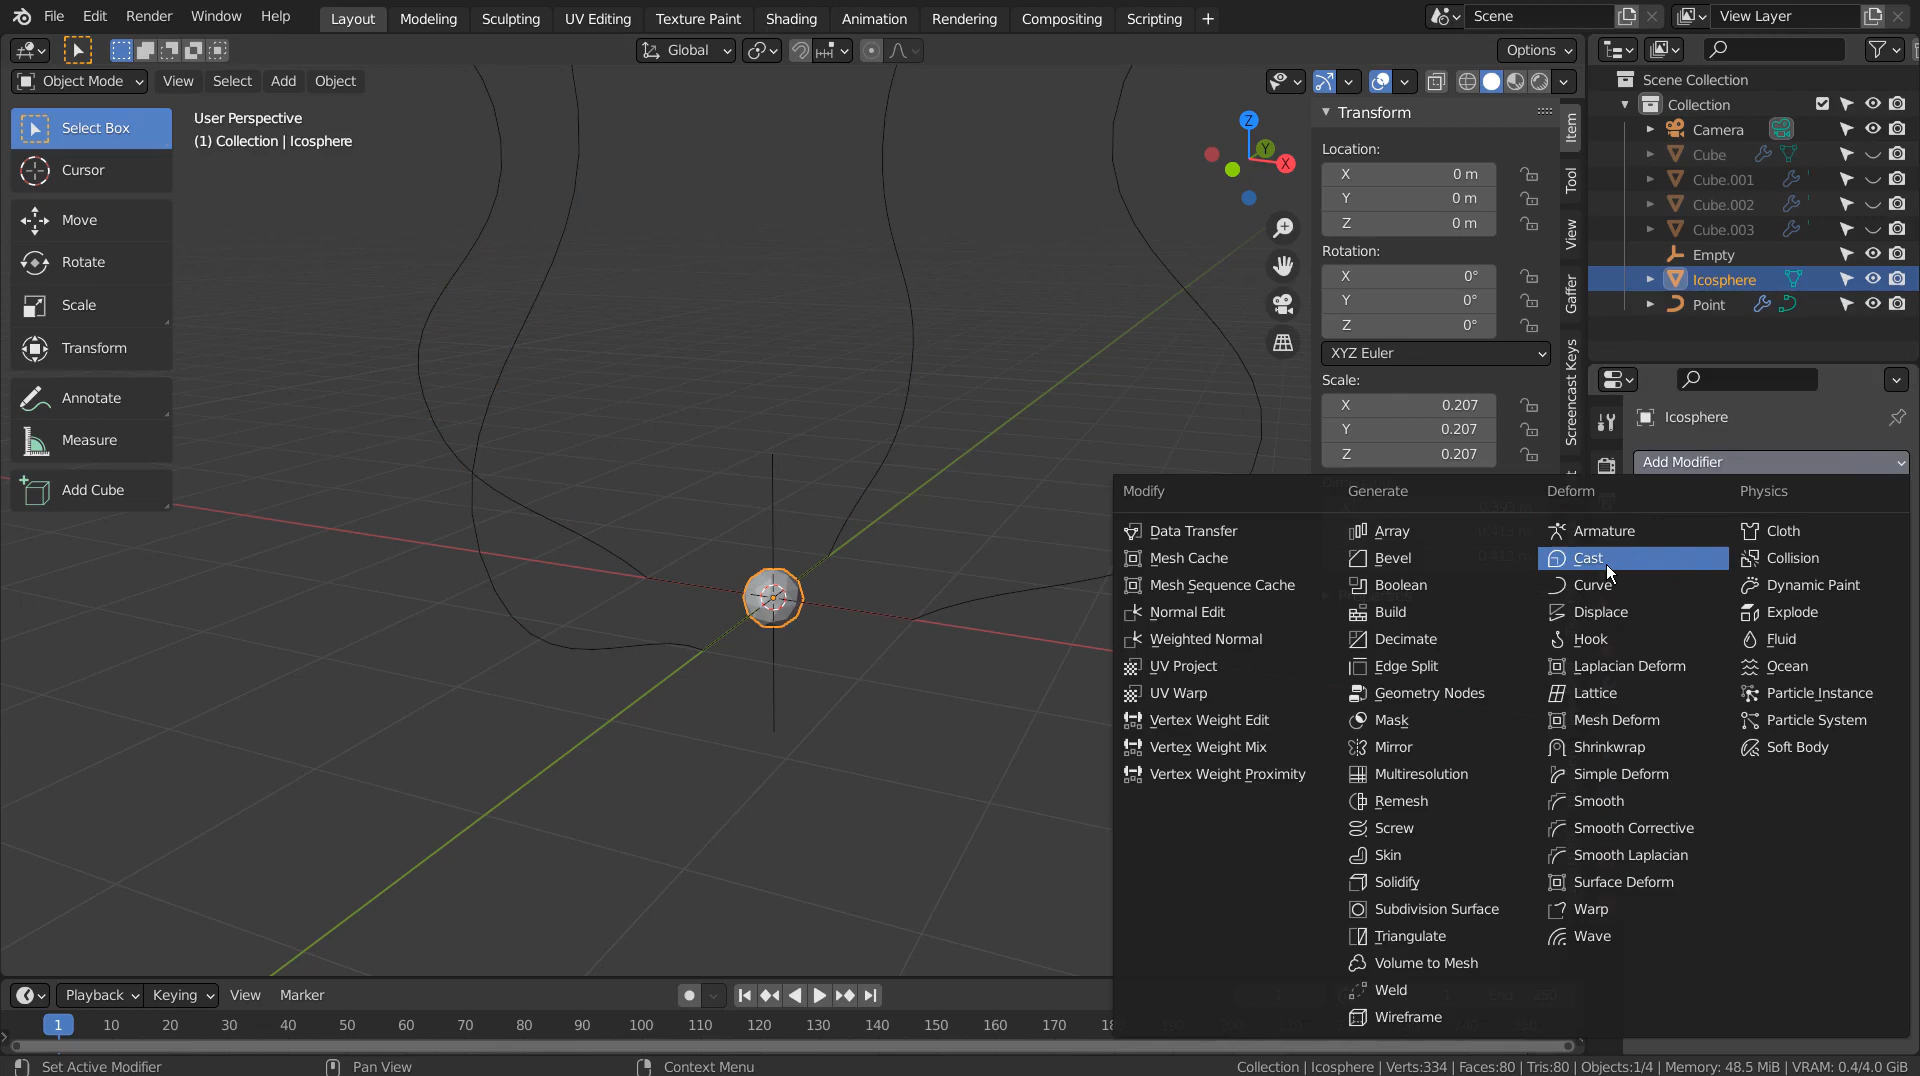 File Edit Render Window Help Layout Modeling Sculpting UV Editing Texture Paint Shading Animation Rendering Compositing Scripting + Scene View Layer
Global Options
Object Mode View Select Add Object
Select Box
Cursor
Move
Rotate
Scale
Transform
Annotate
Measure
Add Cube
User Perspective
(1) Collection | Icosphere
Z
Y
X
Transform
Location:
X 0 m
Y 0 m
Z 0 m
Rotation:
X 0°
Y 0°
Z 0°
XYZ Euler
Scale:
X 0.207
Y 0.207
Z 0.207
Item
Tool
View
Gaffer
Screencast Keys
Scene Collection
Collection
Camera
Cube
Cube.001
Cube.002
Cube.003
Empty
Icosphere
Point
Icosphere
Add Modifier
Modify
Data Transfer
Mesh Cache
Mesh Sequence Cache
Normal Edit
Weighted Normal
UV Project
UV Warp
Vertex Weight Edit
Vertex Weight Mix
Vertex Weight Proximity
Generate
Array
Bevel
Boolean
Build
Decimate
Edge Split
Geometry Nodes
Mask
Mirror
Multiresolution
Remesh
Screw
Skin
Solidify
Subdivision Surface
Triangulate
Volume to Mesh
Weld
Wireframe
Deform
Armature
Cast
Curve
Displace
Hook
Laplacian Deform
Lattice
Mesh Deform
Shrinkwrap
Simple Deform
Smooth
Smooth Corrective
Smooth Laplacian
Surface Deform
Warp
Wave
Physics
Cloth
Collision
Dynamic Paint
Explode
Fluid
Ocean
Particle Instance
Particle System
Soft Body
Playback Keying View Marker
1 10 20 30 40 50 60 70 80 90 100 110 120 130 140 150 160 170
Set Active Modifier Pan View Context Menu Collection | Icosphere | Verts:334 | Faces:80 | Tris:80 | Objects:1/4 | Memory: 48.5 MiB | VRAM: 0.4/4.0 GiB